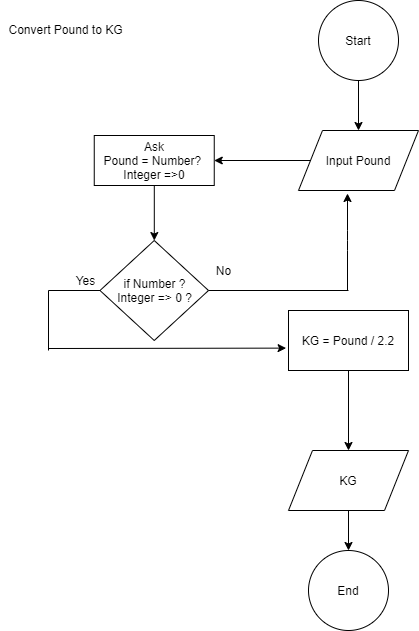 Convert Pound to KG
Start
Input Pound
Ask
Pound = Number?
Integer =>0
if Number ?
Integer => 0 ?
Yes
No
KG = Pound / 2.2
KG
End